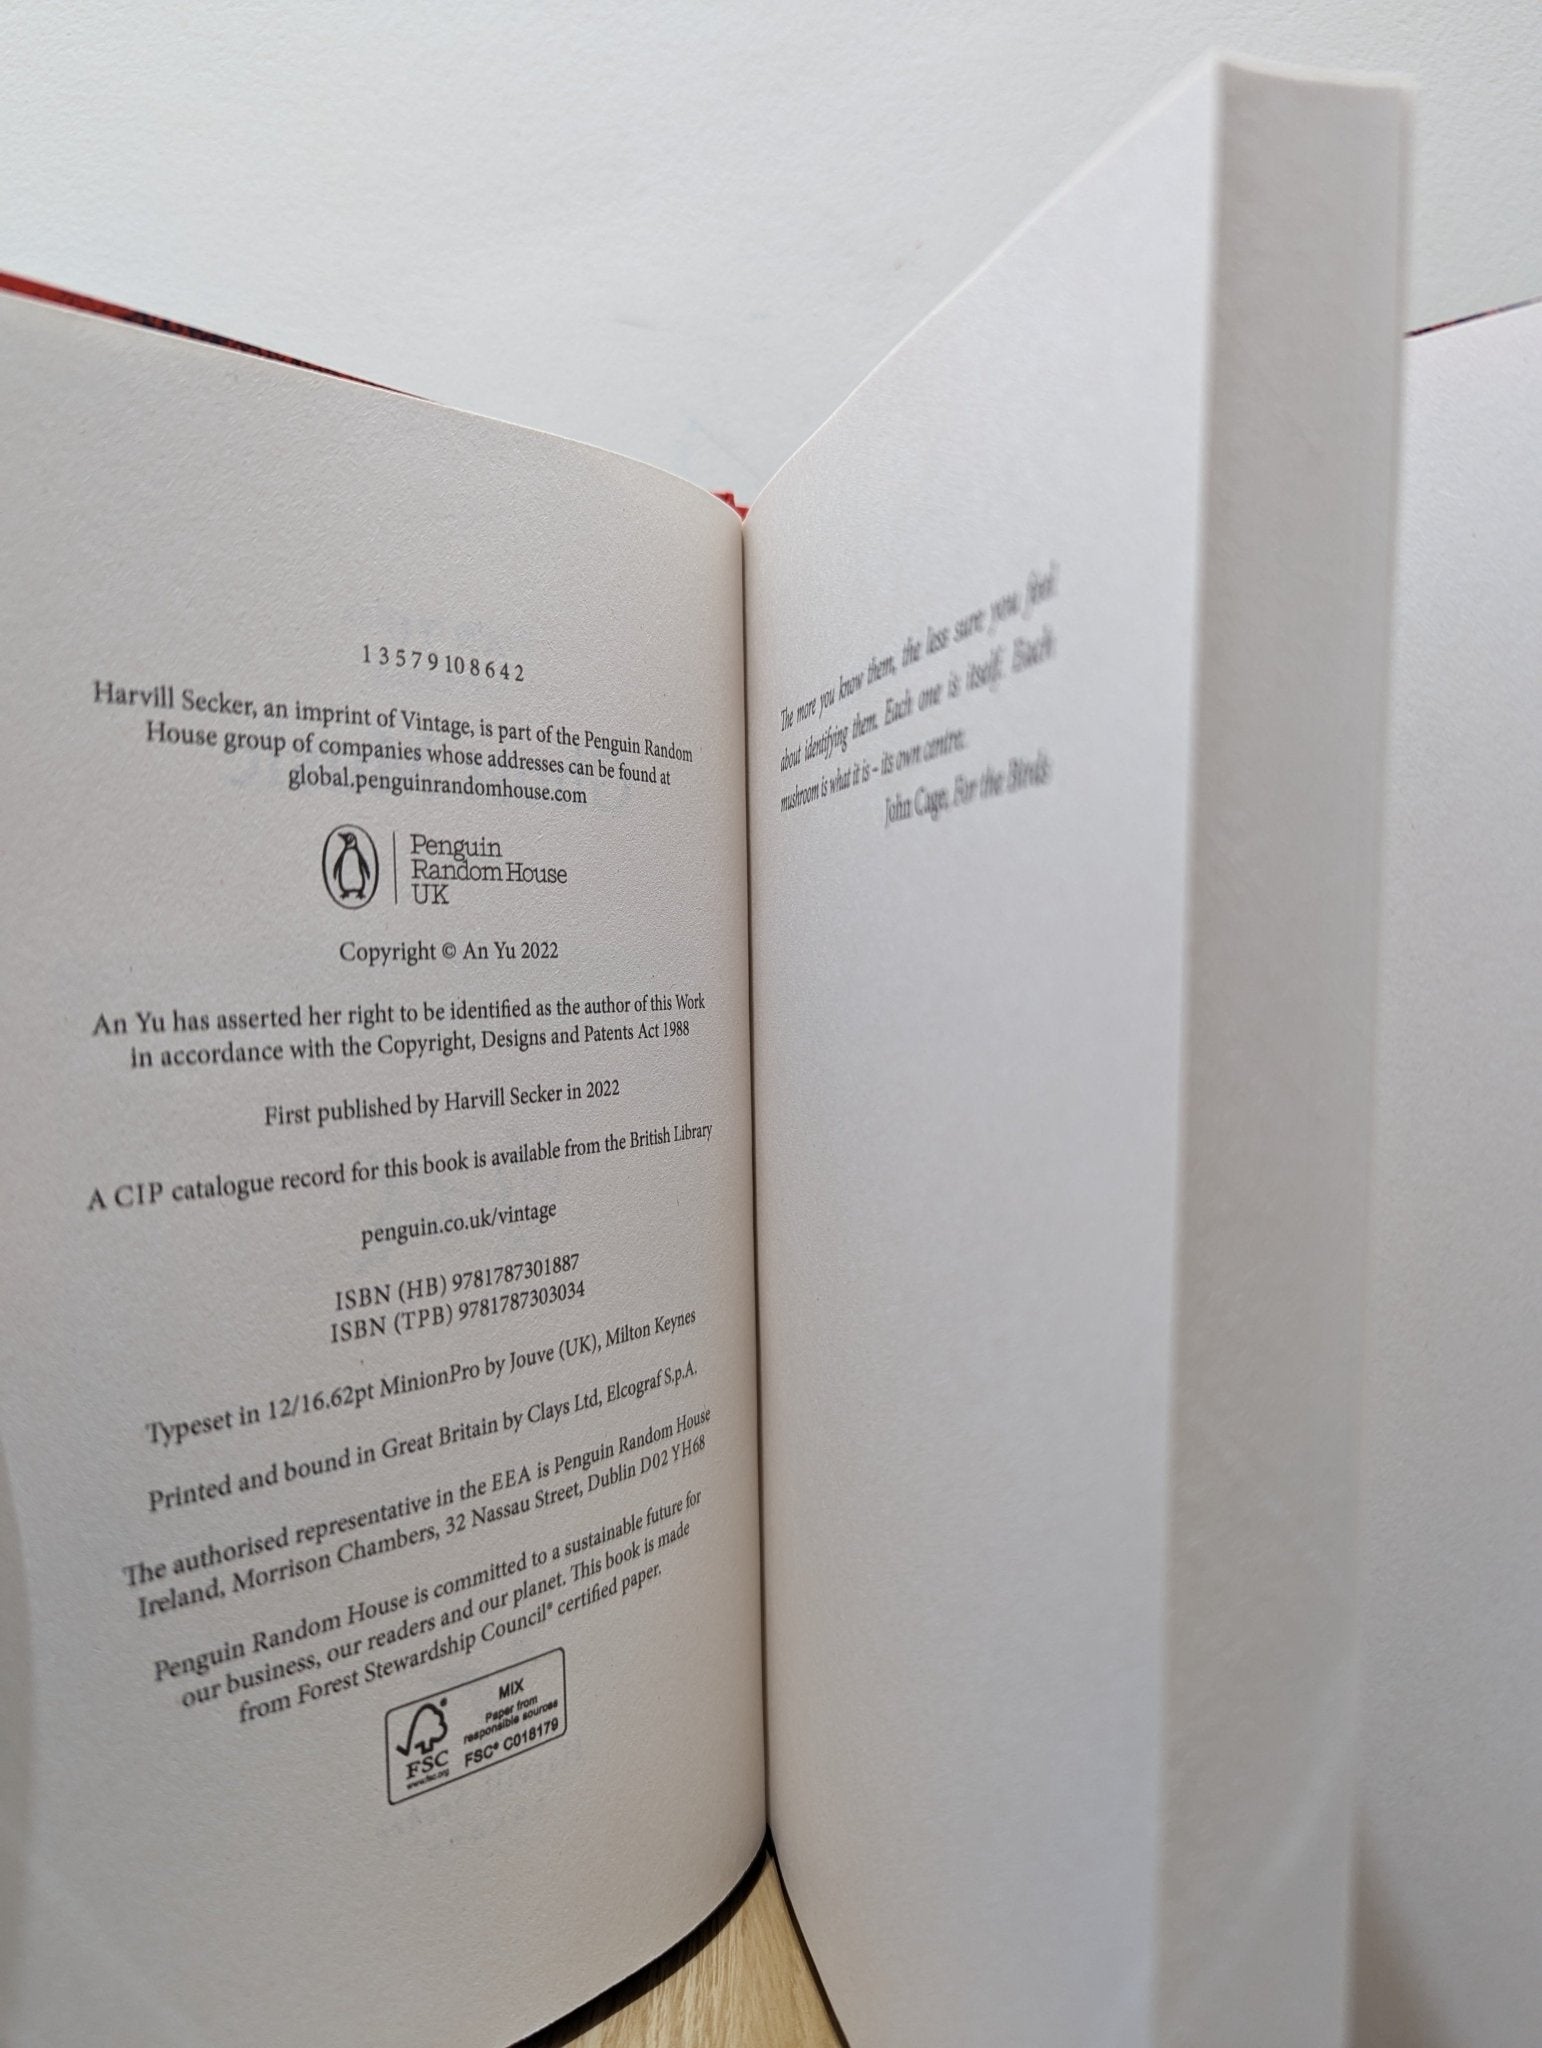 1 3 5 7 9 10 8 6 4 2
Harvill Secker, an imprint of Vintage, is part of the Penguin Random
House group of companies whose addresses can be found at
global.penguinrandomhouse.com
Penguin
Random House
UK
Copyright © An Yu 2022
An Yu has asserted her right to be identified as the author of this Work
in accordance with the Copyright, Designs and Patents Act 1988
First published by Harvill Secker in 2022
A CIP catalogue record for this book is available from the British Library
penguin.co.uk/vintage
ISBN (HB) 9781787301887
ISBN (TPB) 9781787303034
Typeset in 12/16.62pt MinionPro by Jouve (UK), Milton Keynes
Printed and bound in Great Britain by Clays Ltd, Elcograf S.p.A.
The authorised representative in the EEA is Penguin Random House
Ireland, Morrison Chambers, 32 Nassau Street, Dublin D02 YH68
Penguin Random House is committed to a sustainable future for
our business, our readers and our planet. This book is made
from Forest Stewardship Council® certified paper.
FSC
www.fsc.org
MIX
Paper from
responsible sources
FSC® C018179
The more you know them, the less sure you feel
about identifying them. Each one is itself. Each
mushroom is what it is – its own centre.
John Cage, For the Birds